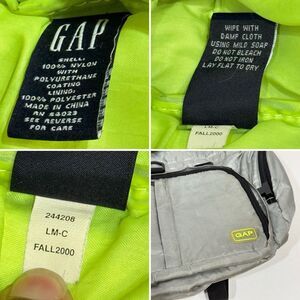 GAP
SHELL:
100% NYLON
WITH
POLYURETHANE
COATING
LINING:
100% POLYESTER
MADE IN CHINA
RN 54023
SEE REVERSE
FOR CARE
WIPE WITH
DAMP CLOTH
USING MILD SOAP
DO NOT BLEACH
DO NOT IRON
LAY FLAT TO DRY
LM-C
FALL2000
244208
LM-C
FALL2000
GAP